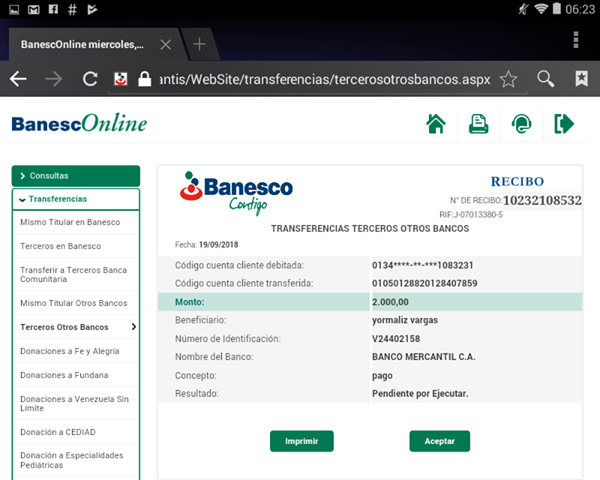 06:23
BanescOnline miercoles,...
antis/WebSite/transferencias/tercerosotrosbancos.aspx
BanescOnline
Consultas
Transferencias
Mismo Titular en Banesco
Terceros en Banesco
Transferir a Terceros Banca
Comunitaria
Mismo Titular Otros Bancos
Terceros Otros Bancos
Donaciones a Fe y Alegría
Donaciones a Fundana
Donaciones a Venezuela Sin
Límite
Donación a CEDIAD
Donación a Especialidades
Pediátricas
Banesco
Contigo
RECIBO
N° DE RECIBO:10232108532
RIF:J-07013380-5
TRANSFERENCIAS TERCEROS OTROS BANCOS
Fecha: 19/09/2018
Código cuenta cliente debitada: 0134****-**-***1083231
Código cuenta cliente transferida: 01050128820128407859
Monto: 2.000,00
Beneficiario: yormaliz vargas
Número de Identificación: V24402158
Nombre del Banco: BANCO MERCANTIL C.A.
Concepto: pago
Resultado: Pendiente por Ejecutar.
Imprimir Aceptar